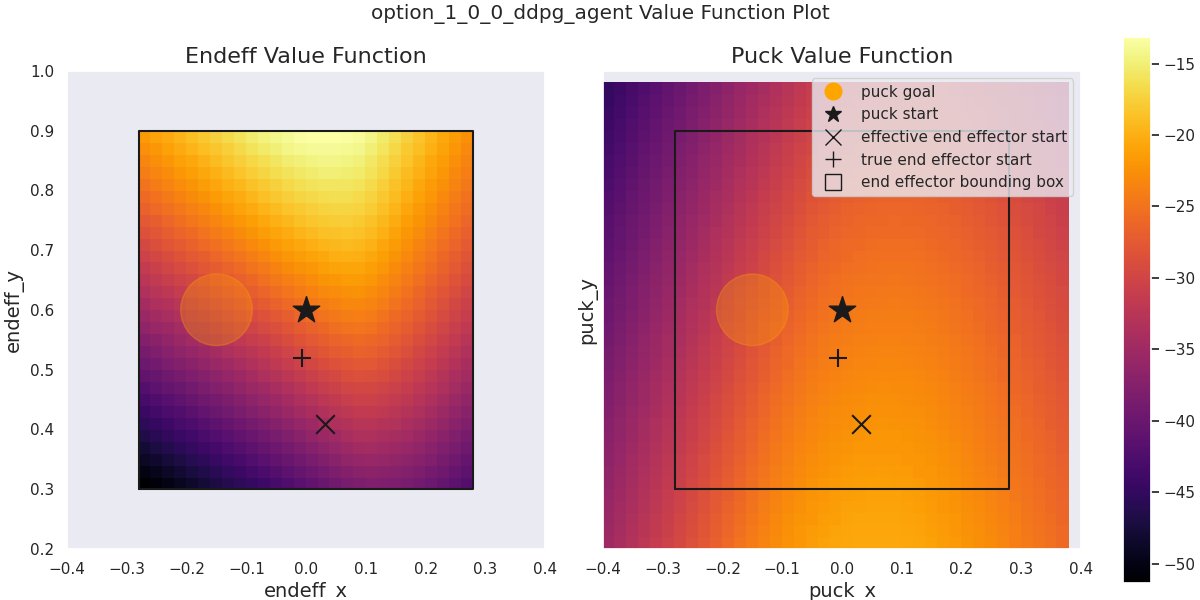 option_1_0_0_ddpg_agent Value Function Plot
Endeff Value Function
Puck Value Function
puck goal
puck start
effective end effector start
true end effector start
end effector bounding box
endeff_y
1.0
0.9
0.8
0.7
0.6
0.5
0.4
0.3
0.2
−0.4 −0.3 −0.2 −0.1 0.0 0.1 0.2 0.3 0.4
endeff_x
puck_y
−0.4 −0.3 −0.2 −0.1 0.0 0.1 0.2 0.3 0.4
puck_x
−15
−20
−25
−30
−35
−40
−45
−50